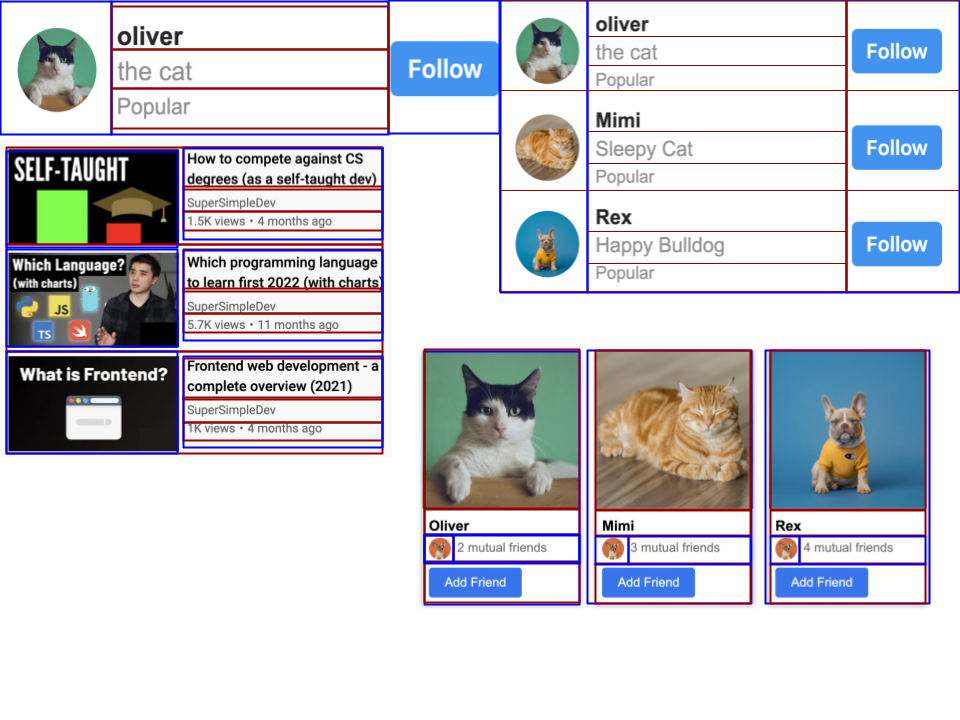 oliver
the cat
Popular
Follow
oliver
the cat
Popular
Follow
Mimi
Sleepy Cat
Popular
Follow
Rex
Happy Bulldog
Popular
Follow
SELF-TAUGHT
How to compete against CS
degrees (as a self-taught dev)
SuperSimpleDev
1.5K views • 4 months ago
Which Language?
(with charts)
JS
TS
Which programming language
to learn first 2022 (with charts)
SuperSimpleDev
5.7K views • 11 months ago
What is Frontend?
Frontend web development - a
complete overview (2021)
SuperSimpleDev
1K views • 4 months ago
Oliver
2 mutual friends
Add Friend
Mimi
3 mutual friends
Add Friend
Rex
4 mutual friends
Add Friend